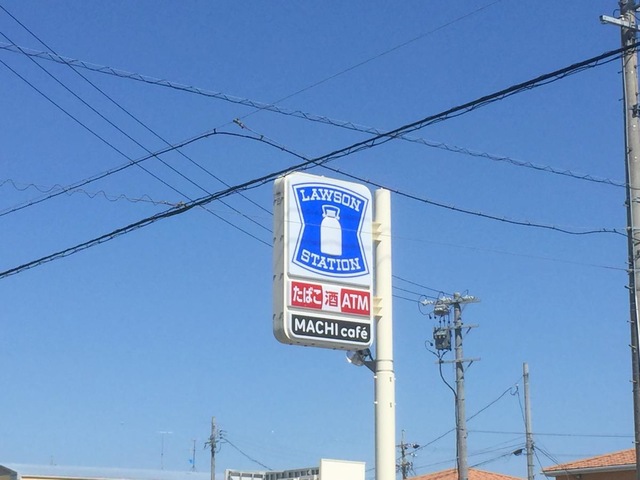 LAWSON
STATION
たばこ 酒 ATM
MACHI café